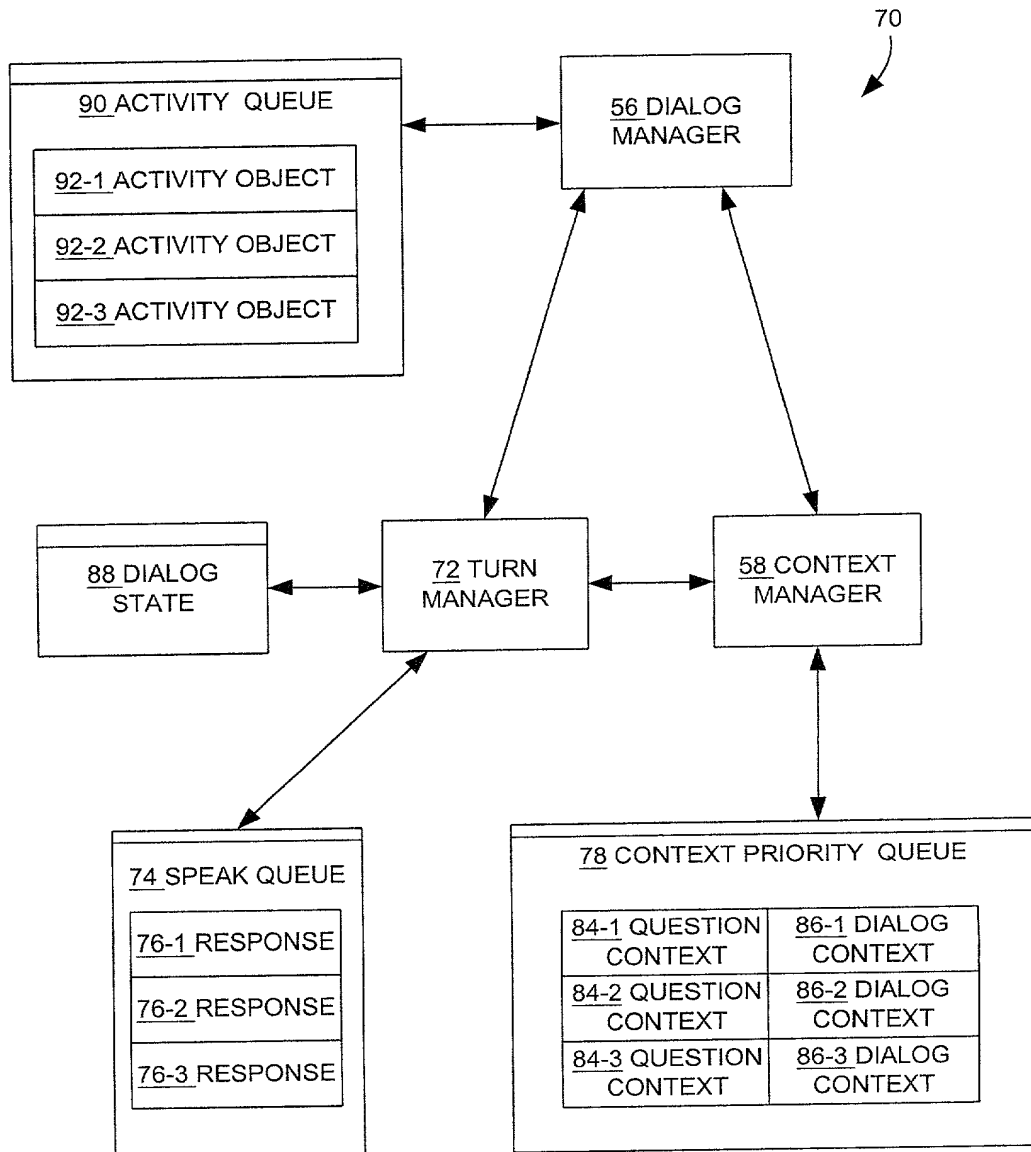 70
90 ACTIVITY QUEUE
92-1 ACTIVITY OBJECT
92-2 ACTIVITY OBJECT
92-3 ACTIVITY OBJECT
56 DIALOG
MANAGER
88 DIALOG
STATE
72 TURN
MANAGER
58 CONTEXT
MANAGER
74 SPEAK QUEUE
76-1 RESPONSE
76-2 RESPONSE
76-3 RESPONSE
78 CONTEXT PRIORITY QUEUE
84-1 QUESTION
CONTEXT
86-1 DIALOG
CONTEXT
84-2 QUESTION
CONTEXT
86-2 DIALOG
CONTEXT
84-3 QUESTION
CONTEXT
86-3 DIALOG
CONTEXT